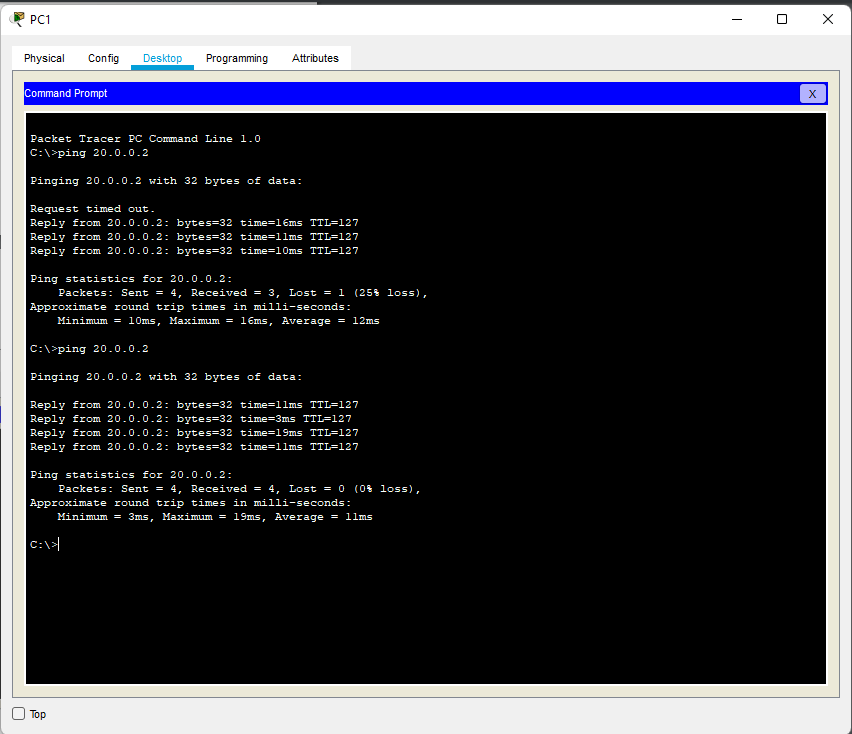 PC1
Physical Config Desktop Programming Attributes
Command Prompt X
Packet Tracer PC Command Line 1.0
C:\>ping 20.0.0.2
Pinging 20.0.0.2 with 32 bytes of data:
Request timed out.
Reply from 20.0.0.2: bytes=32 time=16ms TTL=127
Reply from 20.0.0.2: bytes=32 time=11ms TTL=127
Reply from 20.0.0.2: bytes=32 time=10ms TTL=127
Ping statistics for 20.0.0.2:
Packets: Sent = 4, Received = 3, Lost = 1 (25% loss),
Approximate round trip times in milli-seconds:
Minimum = 10ms, Maximum = 16ms, Average = 12ms
C:\>ping 20.0.0.2
Pinging 20.0.0.2 with 32 bytes of data:
Reply from 20.0.0.2: bytes=32 time=11ms TTL=127
Reply from 20.0.0.2: bytes=32 time=3ms TTL=127
Reply from 20.0.0.2: bytes=32 time=19ms TTL=127
Reply from 20.0.0.2: bytes=32 time=11ms TTL=127
Ping statistics for 20.0.0.2:
Packets: Sent = 4, Received = 4, Lost = 0 (0% loss),
Approximate round trip times in milli-seconds:
Minimum = 3ms, Maximum = 19ms, Average = 11ms
C:\>
Top